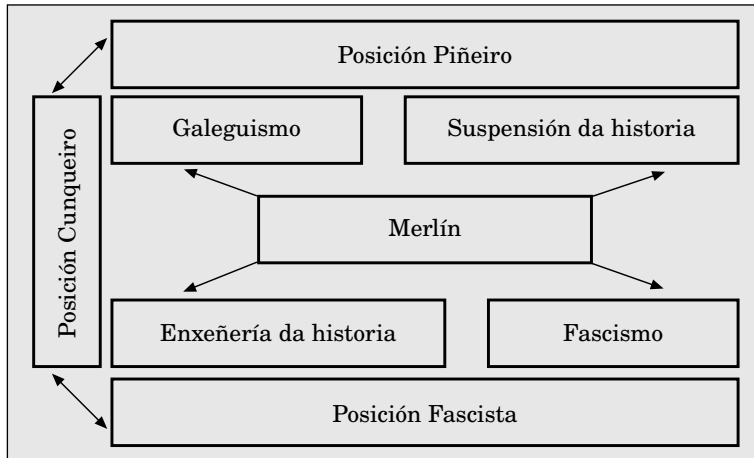 Posición Piñeiro
Galeguismo
Suspensión da historia
Posición Cunqueiro
Merlín
Enxeñería da historia
Fascismo
Posición Fascista